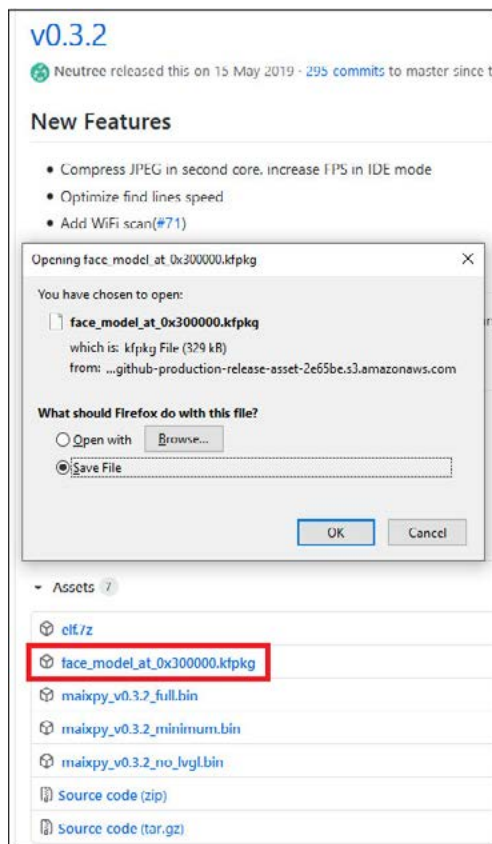 v0.3.2
Neutree released this on 15 May 2019 · 295 commits to master since
New Features
Compress JPEG in second core, increase FPS in IDE mode
Optimize find lines speed
Add WiFi scan(#71)
Opening face_model_at_0x300000.kfpkg
You have chosen to open:
face_model_at_0x300000.kfpkg
which is: kfpkg File (329 kB)
from: ...github-production-release-asset-2e65be.s3.amazonaws.com
What should Firefox do with this file?
Open with Browse...
Save File
OK Cancel
Assets 7
elf.7z
face_model_at_0x300000.kfpkg
maixpy_v0.3.2_full.bin
maixpy_v0.3.2_minimum.bin
maixpy_v0.3.2_no_lvgl.bin
Source code (zip)
Source code (tar.gz)